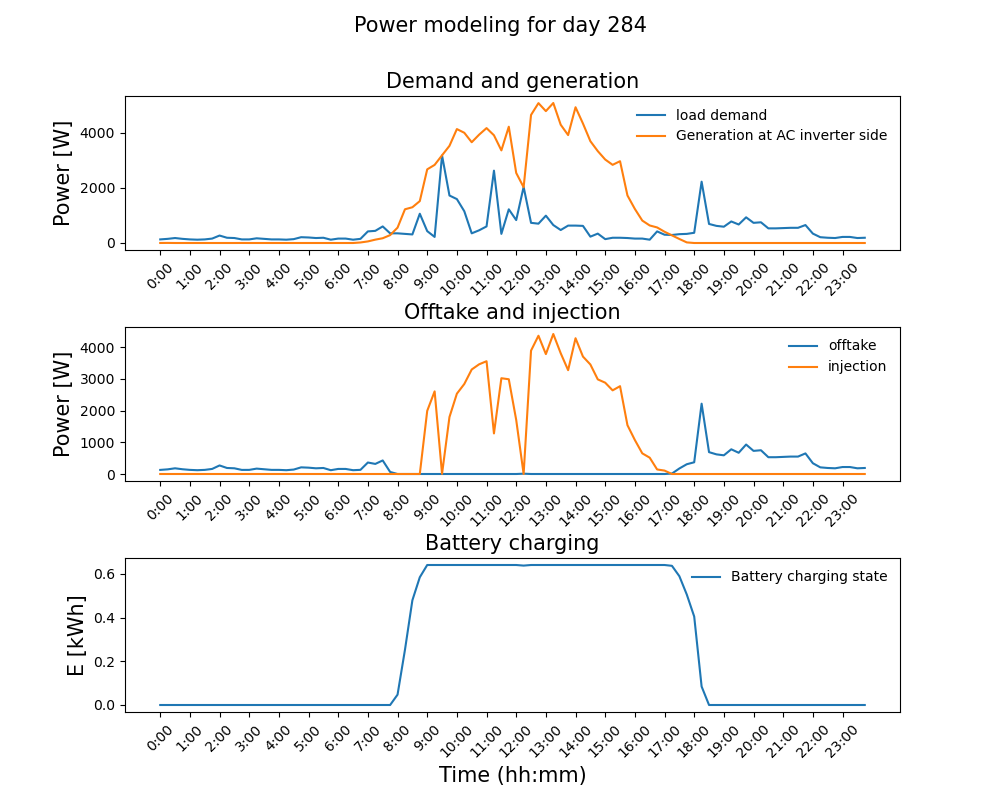 Power modeling for day 284
Demand and generation
Power [W]
4000
2000
0
load demand
Generation at AC inverter side
0:00 1:00 2:00 3:00 4:00 5:00 6:00 7:00 8:00 9:00 10:00 11:00 12:00 13:00 14:00 15:00 16:00 17:00 18:00 19:00 20:00 21:00 22:00 23:00
Offtake and injection
Power [W]
4000
3000
2000
1000
0
offtake
injection
0:00 1:00 2:00 3:00 4:00 5:00 6:00 7:00 8:00 9:00 10:00 11:00 12:00 13:00 14:00 15:00 16:00 17:00 18:00 19:00 20:00 21:00 22:00 23:00
Battery charging
E [kWh]
0.6
0.4
0.2
0.0
Battery charging state
0:00 1:00 2:00 3:00 4:00 5:00 6:00 7:00 8:00 9:00 10:00 11:00 12:00 13:00 14:00 15:00 16:00 17:00 18:00 19:00 20:00 21:00 22:00 23:00
Time (hh:mm)